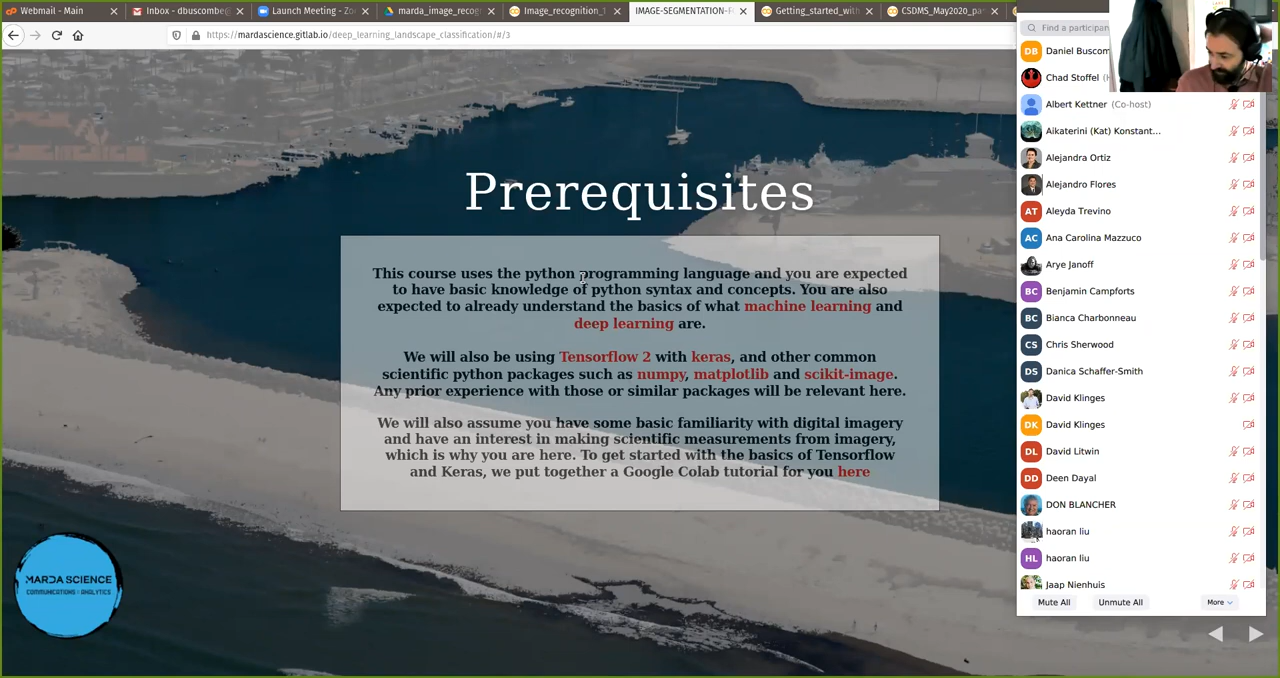 Webmail - Main
Inbox - dbuscombe@
Launch Meeting - Zo
marda_image_recog
Image_recognition_T
IMAGE-SEGMENTATION-F
Getting_started_with
CSDMS_May2020_pa
https://mardascience.gitlab.io/deep_learning_landscape_classification/#/3
Prerequisites
This course uses the python programming language and you are expected
to have basic knowledge of python syntax and concepts. You are also
expected to already understand the basics of what machine learning and
deep learning are.
We will also be using Tensorflow 2 with keras, and other common
scientific python packages such as numpy, matplotlib and scikit-image.
Any prior experience with those or similar packages will be relevant here.
We will also assume you have some basic familiarity with digital imagery
and have an interest in making scientific measurements from imagery,
which is why you are here. To get started with the basics of Tensorflow
and Keras, we put together a Google Colab tutorial for you here
MARDA SCIENCE
COMMUNICATIONS + ANALYTICS
Find a participan
DB Daniel Buscom
Chad Stoffel (H
Albert Kettner (Co-host)
Aikaterini (Kat) Konstant...
Alejandra Ortiz
Alejandro Flores
AT Aleyda Trevino
AC Ana Carolina Mazzuco
Arye Janoff
BC Benjamin Campforts
BC Bianca Charbonneau
CS Chris Sherwood
DS Danica Schaffer-Smith
David Klinges
DK David Klinges
DL David Litwin
DD Deen Dayal
DON BLANCHER
haoran liu
HL haoran liu
Jaap Nienhuis
Mute All Unmute All More